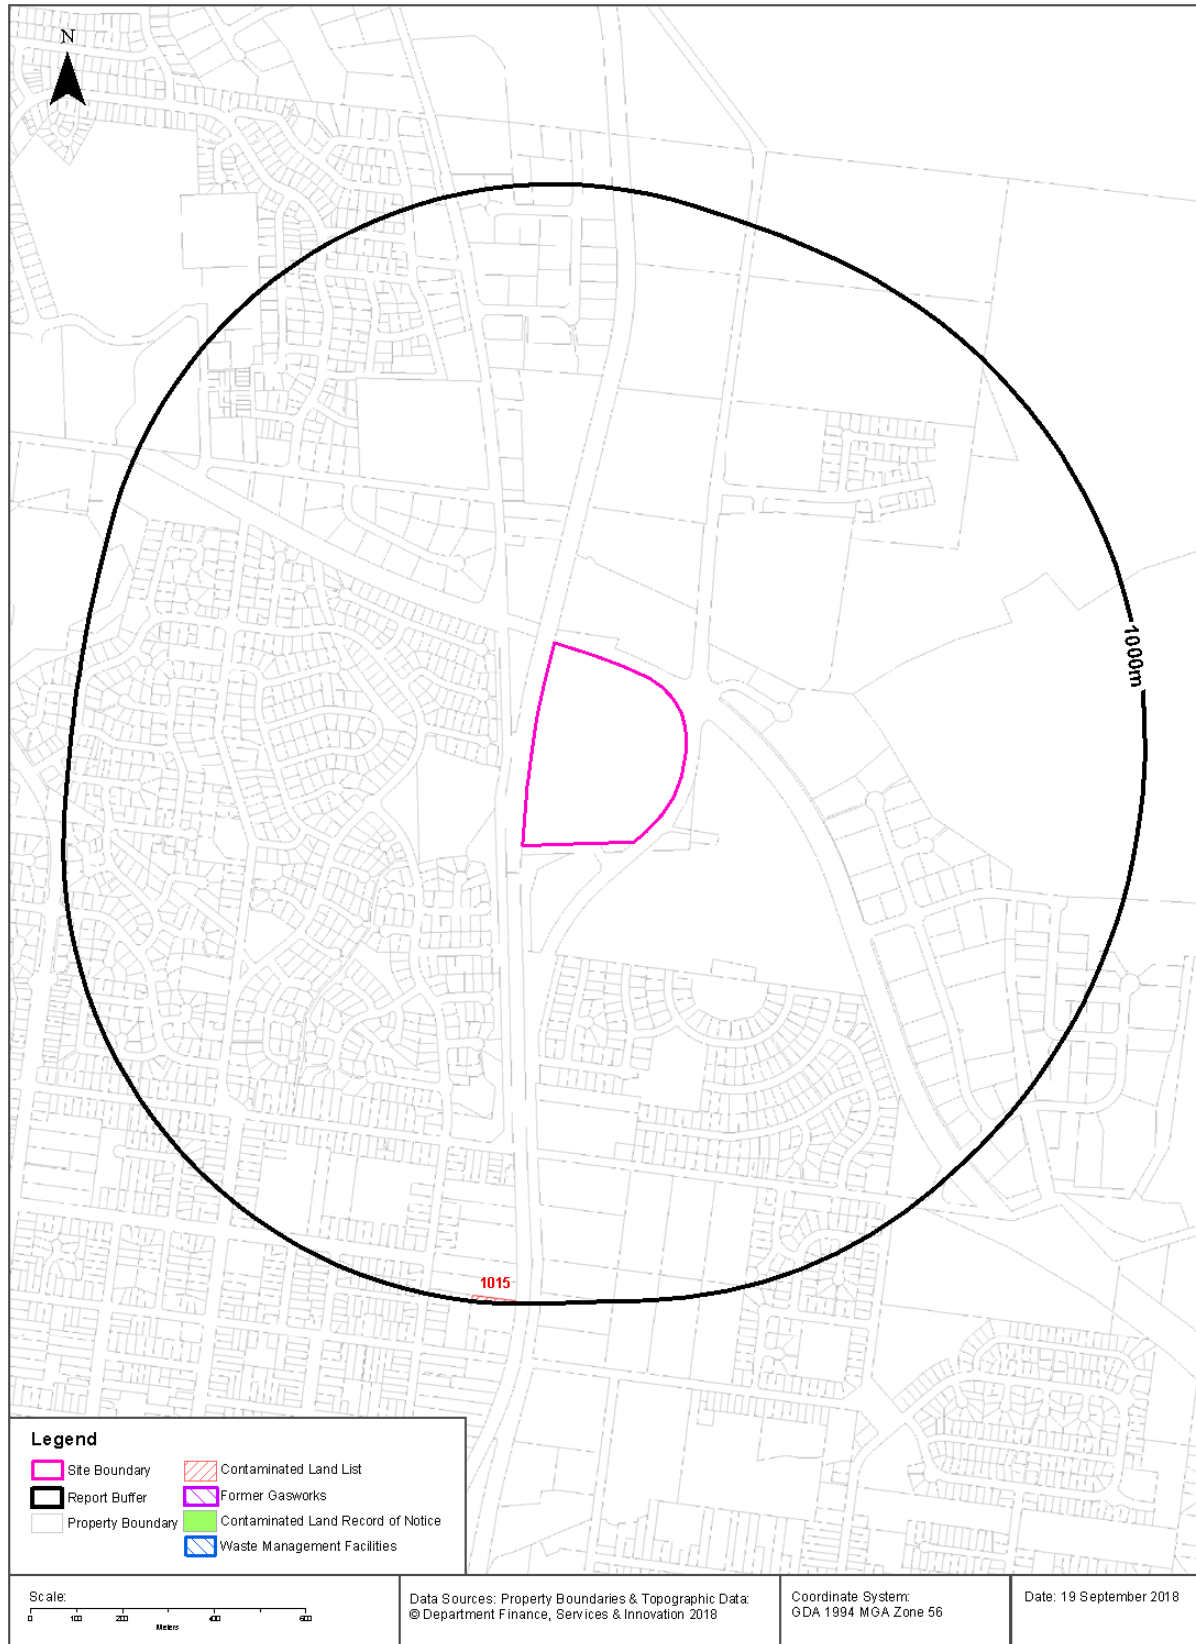 N
1000m
1015
Legend
Site Boundary
Report Buffer
Property Boundary
Contaminated Land List
Former Gasworks
Contaminated Land Record of Notice
Waste Management Facilities
Scale:
0 100 200 400 600
Meters
Data Sources: Property Boundaries & Topographic Data:
© Department Finance, Services & Innovation 2018
Coordinate System:
GDA 1994 MGA Zone 56
Date: 19 September 2018